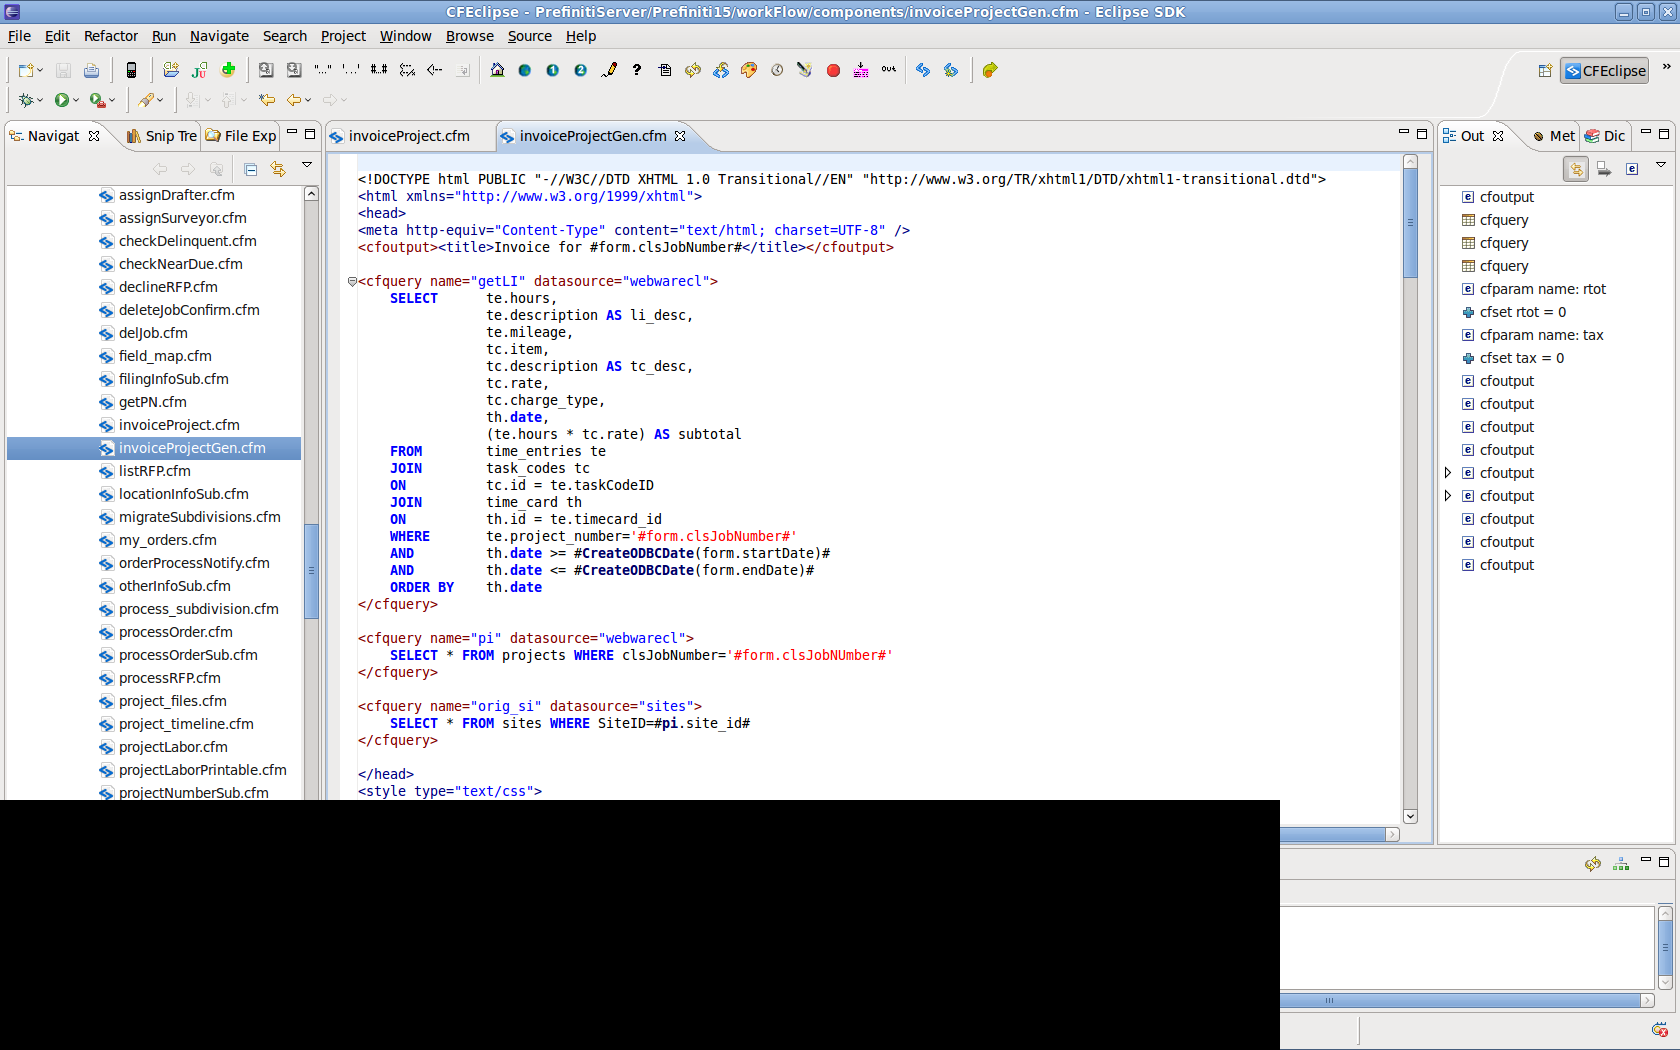 CFEclipse - PrefinitiServer/Prefiniti15/workFlow/components/invoiceProjectGen.cfm - Eclipse SDK
File Edit Refactor Run Navigate Search Project Window Browse Source Help
CFEclipse
Navigat Snip Tre File Exp
assignDrafter.cfm
assignSurveyor.cfm
checkDelinquent.cfm
checkNearDue.cfm
declineRFP.cfm
deleteJobConfirm.cfm
delJob.cfm
field_map.cfm
filingInfoSub.cfm
getPN.cfm
invoiceProject.cfm
invoiceProjectGen.cfm
listRFP.cfm
locationInfoSub.cfm
migrateSubdivisions.cfm
my_orders.cfm
orderProcessNotify.cfm
otherInfoSub.cfm
process_subdivision.cfm
processOrder.cfm
processOrderSub.cfm
processRFP.cfm
project_files.cfm
project_timeline.cfm
projectLabor.cfm
projectLaborPrintable.cfm
projectNumberSub.cfm
invoiceProject.cfm invoiceProjectGen.cfm
<!DOCTYPE html PUBLIC "-//W3C//DTD XHTML 1.0 Transitional//EN" "http://www.w3.org/TR/xhtml1/DTD/xhtml1-transitional.dtd">
<html xmlns="http://www.w3.org/1999/xhtml">
<head>
<meta http-equiv="Content-Type" content="text/html; charset=UTF-8" />
<cfoutput><title>Invoice for #form.clsJobNumber#</title></cfoutput>
<cfquery name="getLI" datasource="webwarecl">
SELECT te.hours,
te.description AS li_desc,
te.mileage,
tc.item,
tc.description AS tc_desc,
tc.rate,
tc.charge_type,
th.date,
(te.hours * tc.rate) AS subtotal
FROM time_entries te
JOIN task_codes tc
ON tc.id = te.taskCodeID
JOIN time_card th
ON th.id = te.timecard_id
WHERE te.project_number='#form.clsJobNumber#'
AND th.date >= #CreateODBCDate(form.startDate)#
AND th.date <= #CreateODBCDate(form.endDate)#
ORDER BY th.date
</cfquery>
<cfquery name="pi" datasource="webwarecl">
SELECT * FROM projects WHERE clsJobNumber='#form.clsJobNUmber#'
</cfquery>
<cfquery name="orig_si" datasource="sites">
SELECT * FROM sites WHERE SiteID=#pi.site_id#
</cfquery>
</head>
<style type="text/css">
Out Met Dic
cfoutput
cfquery
cfquery
cfquery
cfparam name: rtot
cfset rtot = 0
cfparam name: tax
cfset tax = 0
cfoutput
cfoutput
cfoutput
cfoutput
cfoutput
cfoutput
cfoutput
cfoutput
cfoutput